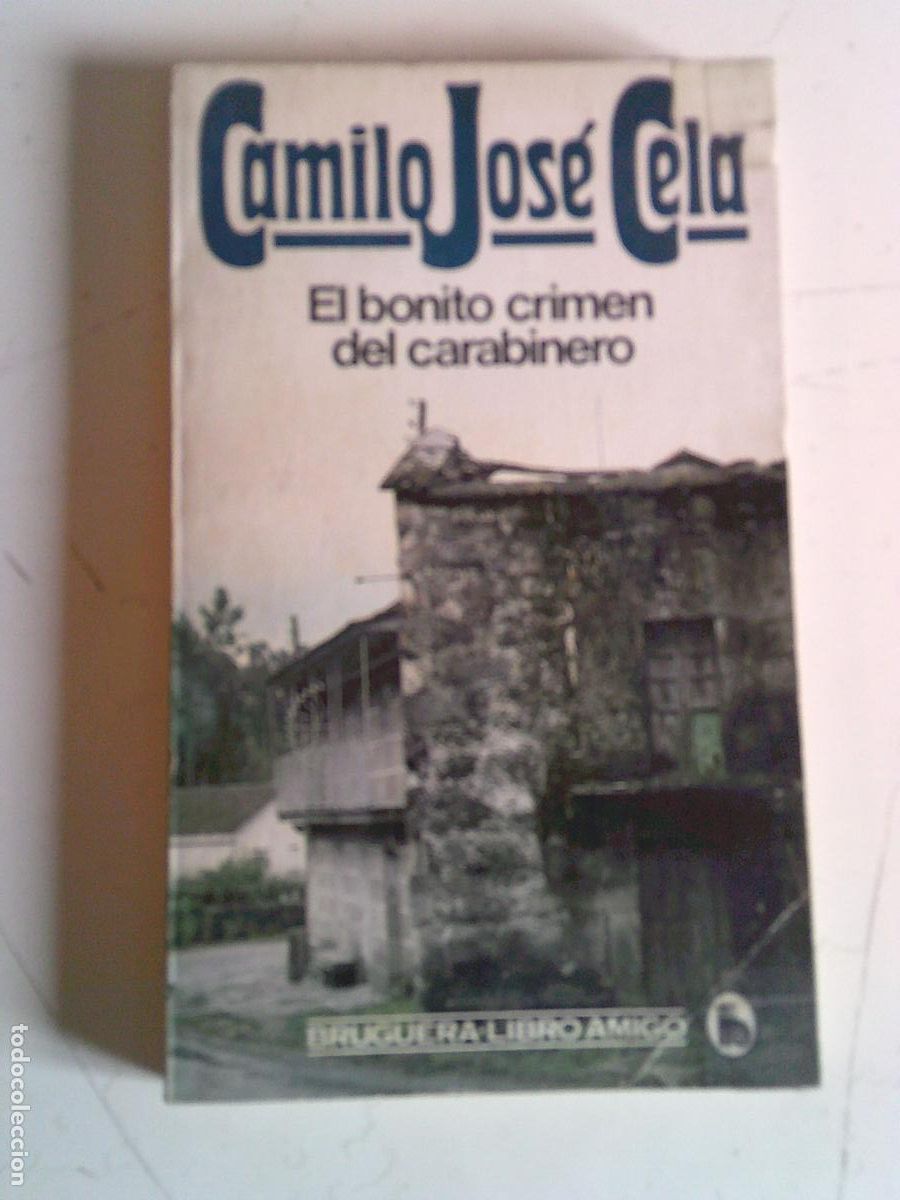 Camilo José Cela
El bonito crimen
del carabinero
BRUGUERA-LIBRO AMIGO
todocoleccion